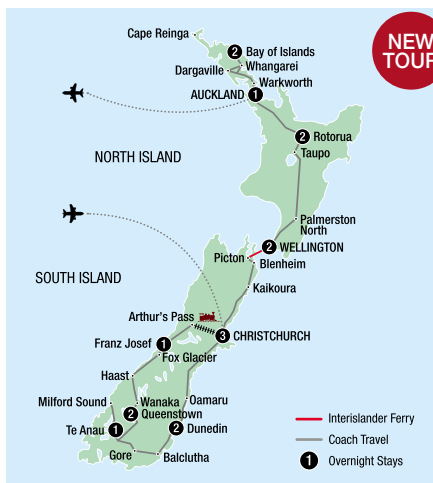 NEW
TOUR
Cape Reinga
2
Bay of Islands
Whangarei
Dargaville
Warkworth
AUCKLAND
1
2
Rotorua
Taupo
NORTH ISLAND
Palmerston
North
2
WELLINGTON
Picton
Blenheim
SOUTH ISLAND
Kaikoura
Arthur's Pass
3
CHRISTCHURCH
Franz Josef
1
Fox Glacier
Haast
Milford Sound
Wanaka
Oamaru
2
Queenstown
Te Anau
1
2
Dunedin
Gore
Balclutha
Interislander Ferry
Coach Travel
1
Overnight Stays